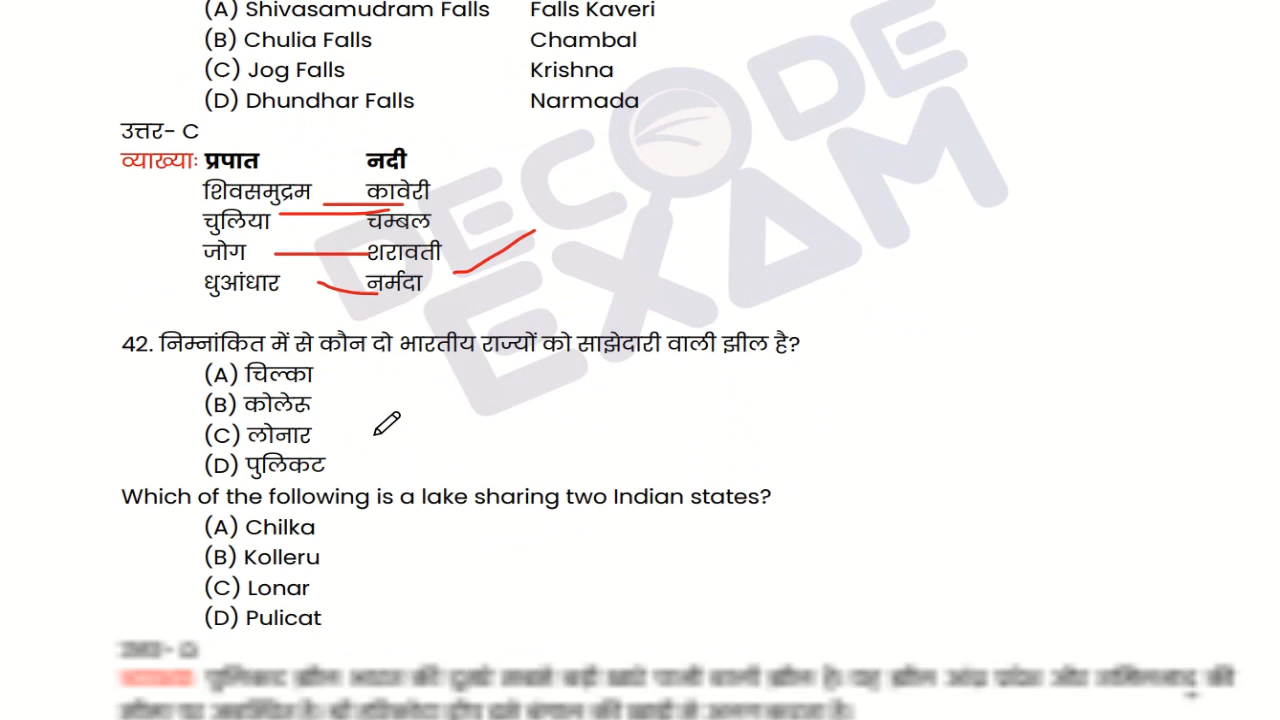 (A) Shivasamudram Falls Falls Kaveri
(B) Chulia Falls Chambal
(C) Jog Falls Krishna
(D) Dhundhar Falls Narmada
उत्तर- C
व्याख्याः प्रपात नदी
शिवसमुद्रम कावेरी
चुलिया चम्बल
जोग शरावती
धुआंधार नर्मदा
42. निम्नांकित में से कौन दो भारतीय राज्यों को साझेदारी वाली झील है?
(A) चिल्का
(B) कोलेरू
(C) लोनार
(D) पुलिकट
Which of the following is a lake sharing two Indian states?
(A) Chilka
(B) Kolleru
(C) Lonar
(D) Pulicat
DECODE
EXAM